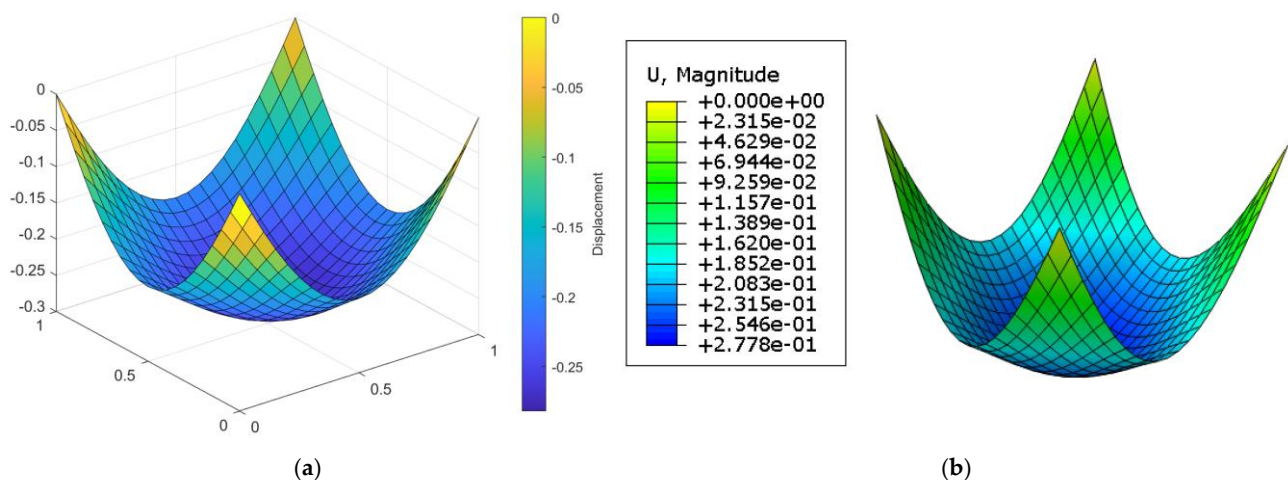 0
-0.05
-0.1
-0.15
-0.2
-0.25
-0.3
1
0.5
0
0
0.5
1
0
-0.05
-0.1
-0.15
-0.2
-0.25
Displacement
(a)
U, Magnitude
+0.000e+00
+2.315e-02
+4.629e-02
+6.944e-02
+9.259e-02
+1.157e-01
+1.389e-01
+1.620e-01
+1.852e-01
+2.083e-01
+2.315e-01
+2.546e-01
+2.778e-01
(b)